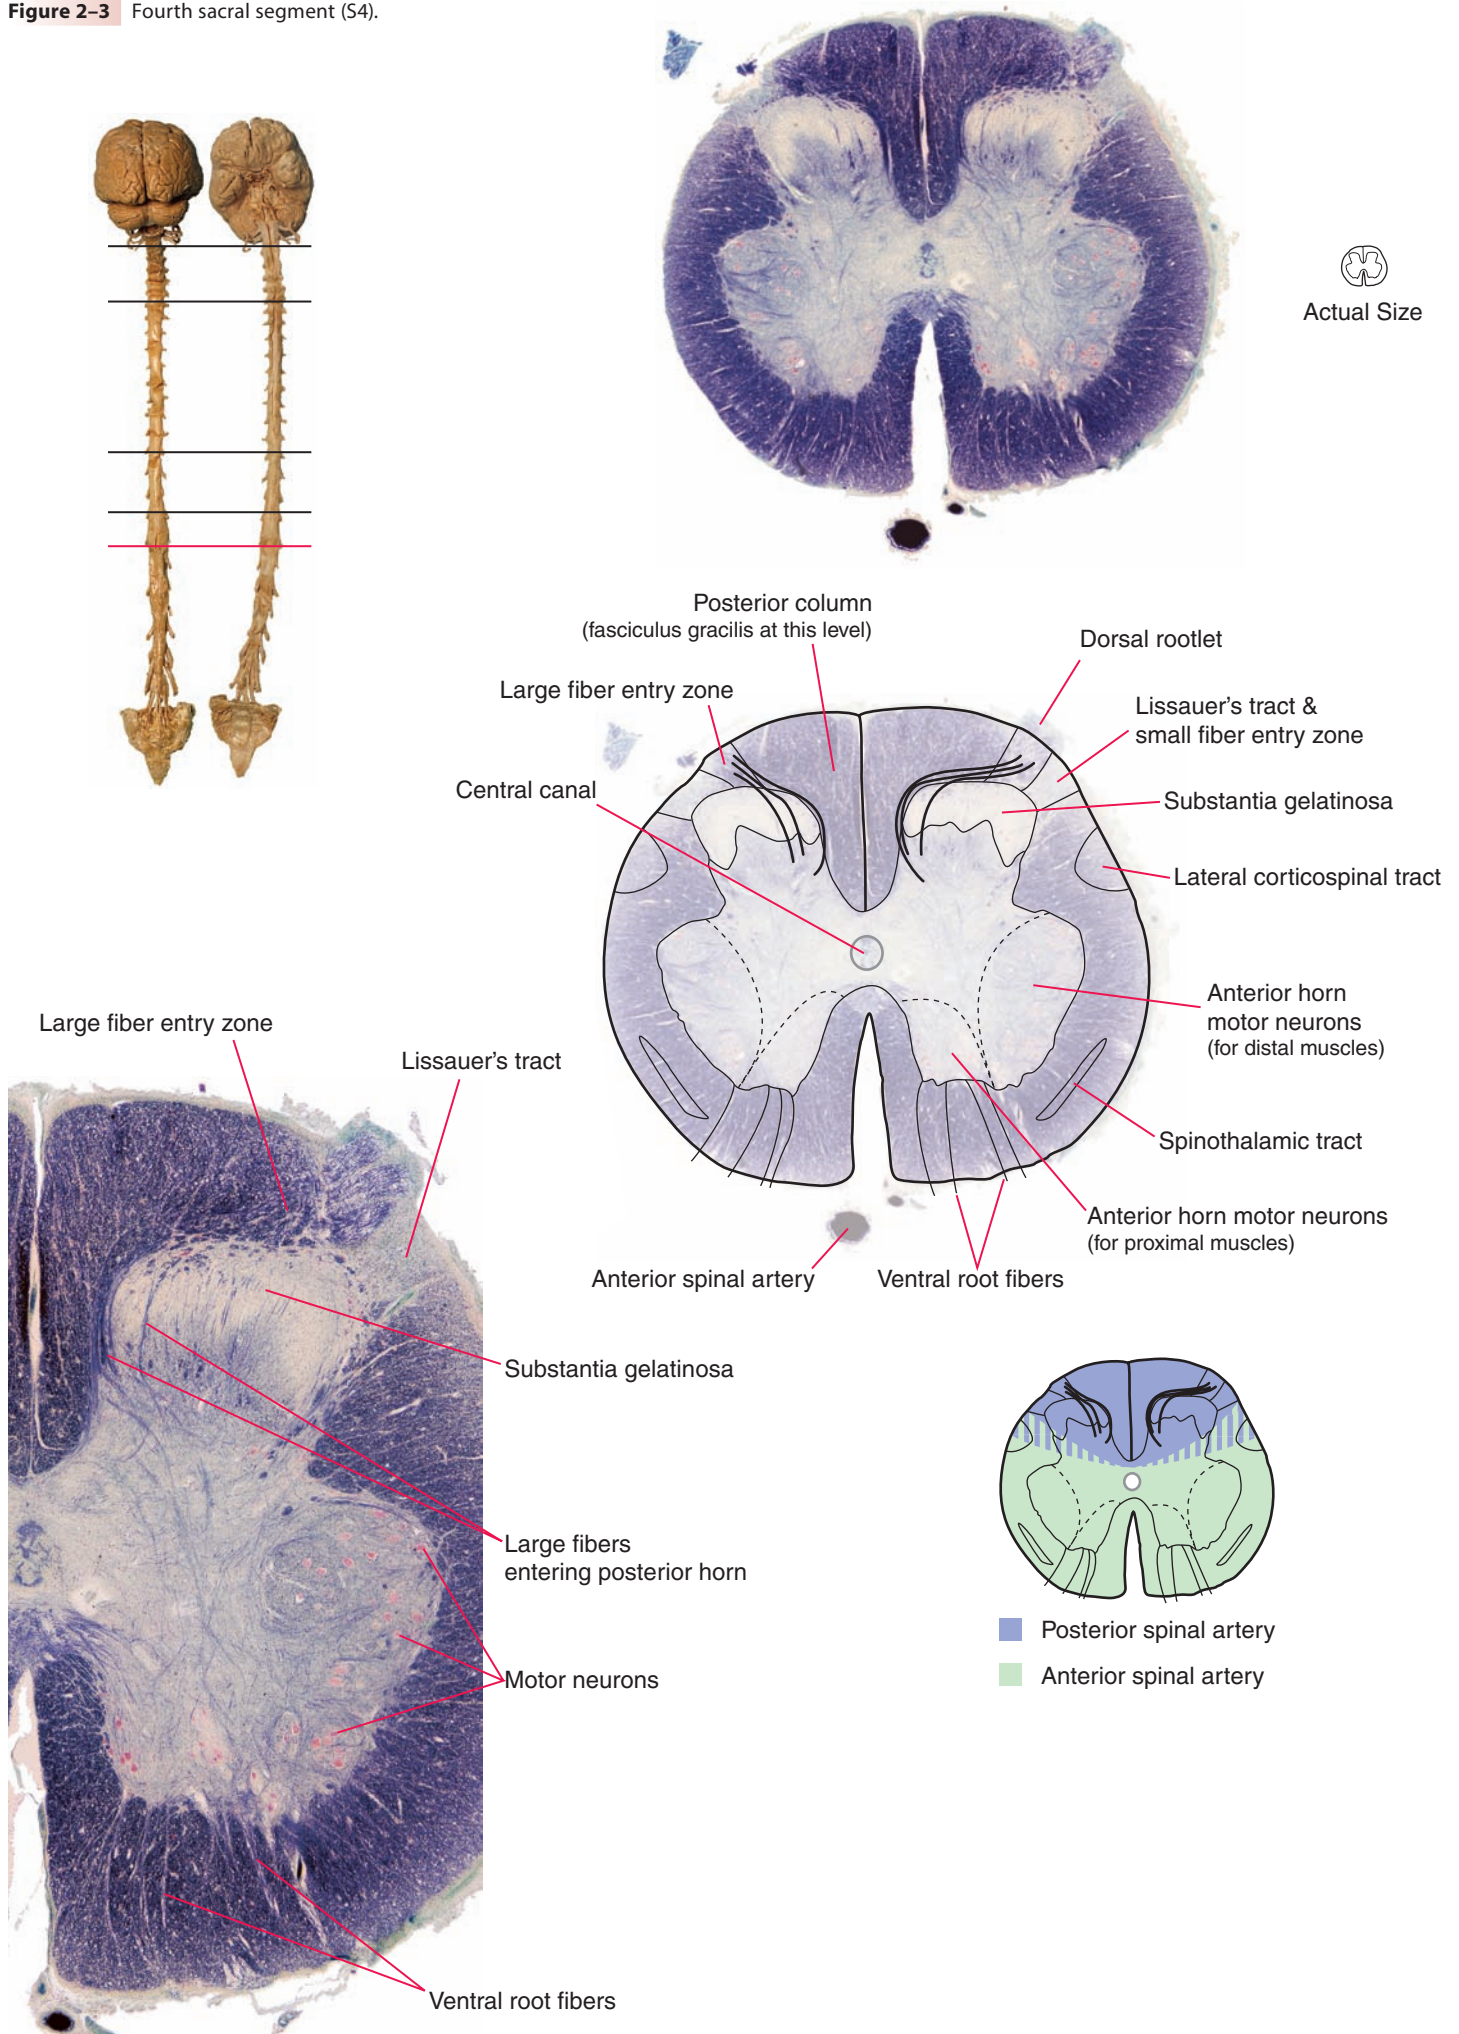 Figure 2–3 Fourth sacral segment (S4).
Actual Size
Posterior column
(fasciculus gracilis at this level)
Dorsal rootlet
Large fiber entry zone
Lissauer’s tract &
small fiber entry zone
Central canal
Substantia gelatinosa
Lateral corticospinal tract
Anterior horn
motor neurons
(for distal muscles)
Spinothalamic tract
Anterior horn motor neurons
(for proximal muscles)
Anterior spinal artery
Ventral root fibers
Large fiber entry zone
Lissauer’s tract
Substantia gelatinosa
Large fibers
entering posterior horn
Motor neurons
Ventral root fibers
Posterior spinal artery
Anterior spinal artery